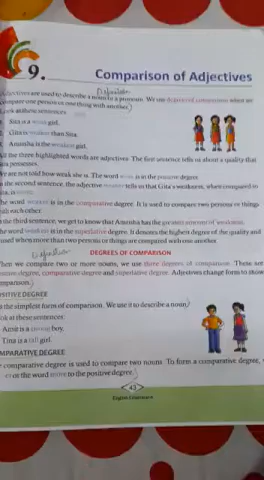 9.
Comparison of Adjectives
Definition
Adjectives are used to describe a noun or a pronoun. We use degrees of comparison when we
compare one person or one thing with another.
Look at these sentences.
Sita is a weak girl.
Gita is weaker than Sita.
Anusha is the weakest girl.
All the three highlighted words are adjectives. The first sentence tells us about a quality that
Sita possesses.
We are not told how weak she is. The word weak is in the positive degree.
In the second sentence, the adjective weaker tells us that Gita's weakness, when compared to
Sita, is
The word weaker is in the comparative degree. It is used to compare two persons or things
with each other.
In the third sentence, we get to know that Anusha has the greatest amount of weakness.
The word weakest is in the superlative degree. It denotes the highest degree of the quality and
is used when more than two persons or things are compared with one another.
Definition
DEGREES OF COMPARISON
When we compare two or more nouns, we use three degrees of comparison. These are
positive degree, comparative degree and superlative degree. Adjectives change form to show
comparison.
POSITIVE DEGREE
is the simplest form of comparison. We use it to describe a noun.
Look at these sentences:
Amit is a strong boy.
Tina is a tall girl.
COMPARATIVE DEGREE
comparative degree is used to compare two nouns. To form a comparative degree,
er or the word more to the positive degree.
43
English Grammar